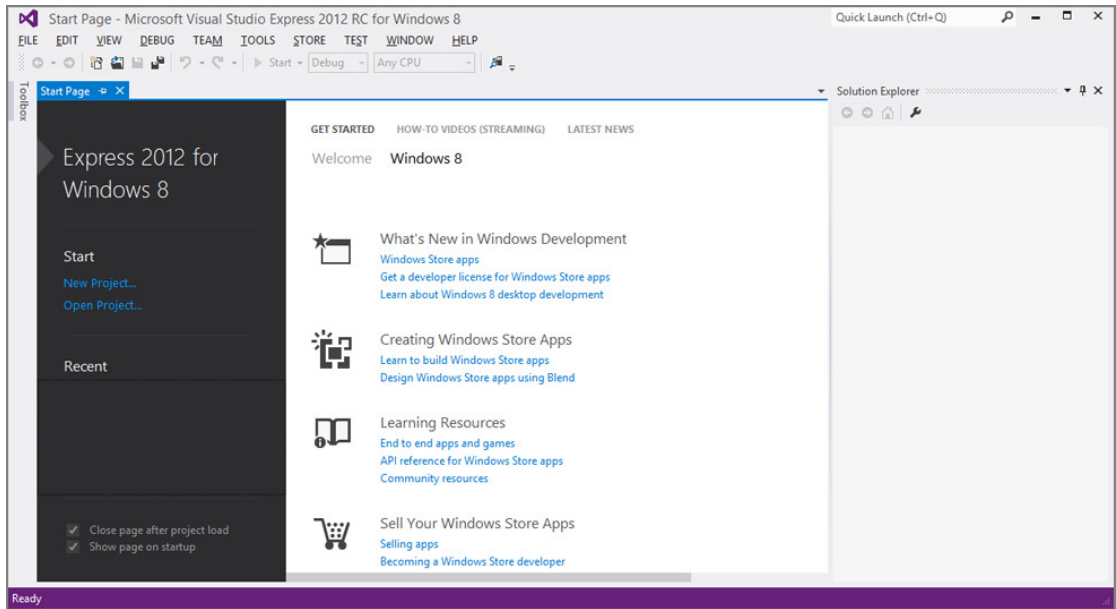 Start Page - Microsoft Visual Studio Express 2012 RC for Windows 8
Quick Launch (Ctrl+Q)
FILE EDIT VIEW DEBUG TEAM TOOLS STORE TEST WINDOW HELP
Start Debug Any CPU
Toolbox
Start Page
Solution Explorer
Express 2012 for
Windows 8
Start
New Project...
Open Project...
Recent
Close page after project load
Show page on startup
GET STARTED HOW-TO VIDEOS (STREAMING) LATEST NEWS
Welcome Windows 8
What's New in Windows Development
Windows Store apps
Get a developer license for Windows Store apps
Learn about Windows 8 desktop development
Creating Windows Store Apps
Learn to build Windows Store apps
Design Windows Store apps using Blend
Learning Resources
End to end apps and games
API reference for Windows Store apps
Community resources
Sell Your Windows Store Apps
Selling apps
Becoming a Windows Store developer
Ready